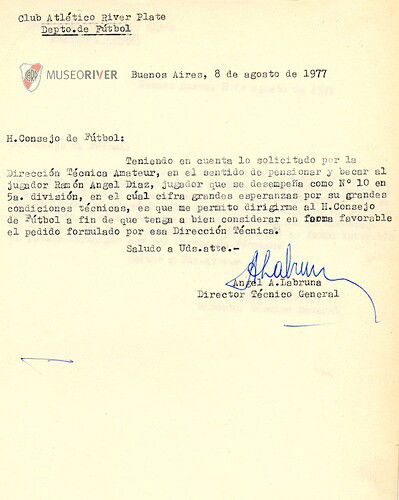 Club Atlético River Plate
Depto.de Fútbol
MUSEORIVER
Buenos Aires, 8 de agosto de 1977
H.Consejo de Fútbol:
Teniendo en cuenta lo solicitado por la
Dirección Técnica Amateur, en el sentido de pensionar y becar al
jugador Ramón Angel Diaz, jugador que se desempeña como Nº 10 en
5a. división, en el cuál cifra grandes esperanzas por su grandes
condiciones técnicas, es que me permito dirigirme al H.Consejo
de Fútbol a fin de que tenga a bien considerar en forma favorable
el pedido formulado por esa Dirección Técnica.
Saludo a Uds.atte.-
ALabruna
Angel A.Labruna
Director Técnico General